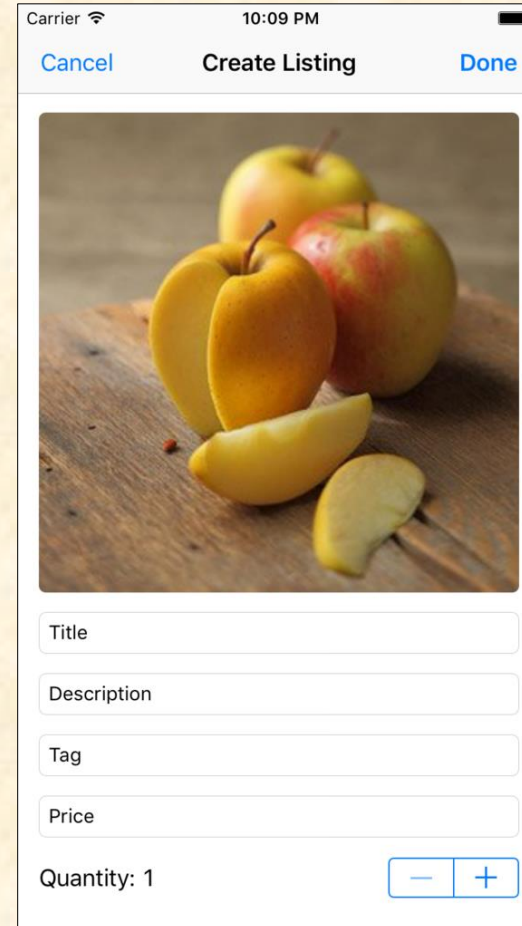 Carrier 10:09 PM
Cancel Create Listing Done
Title
Description
Tag
Price
Quantity: 1 − +